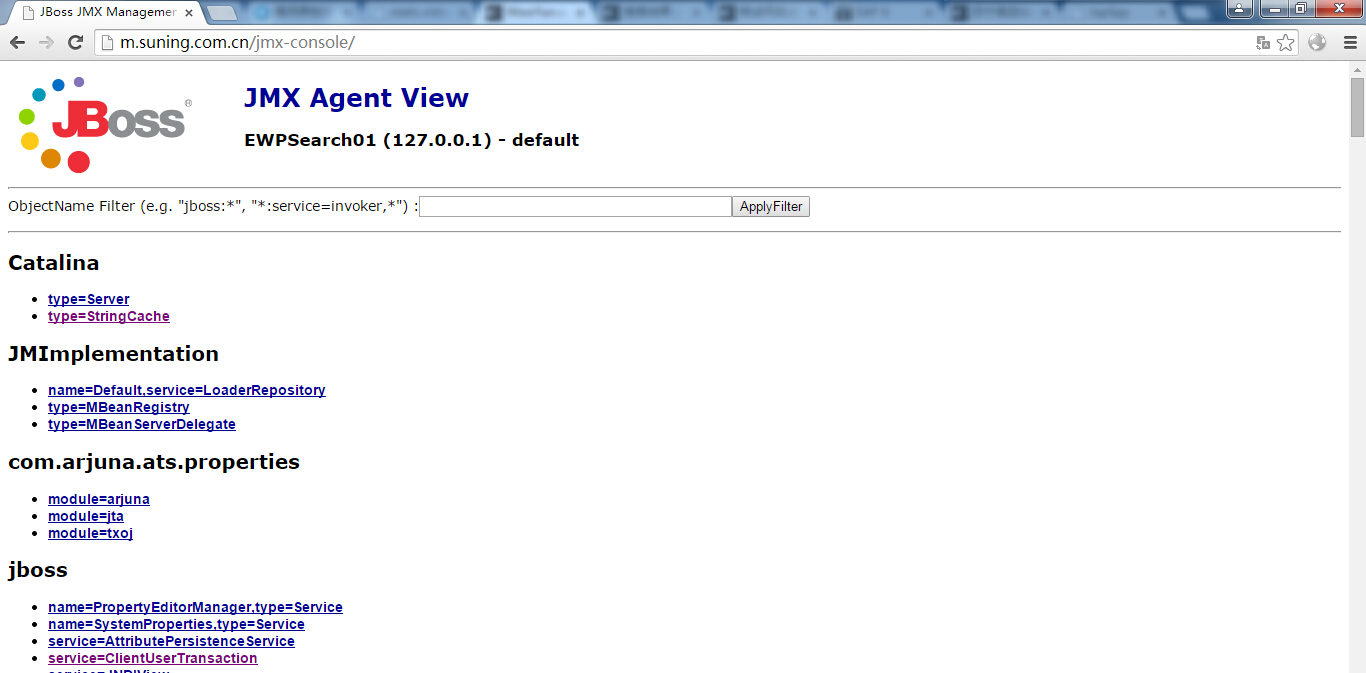 JBoss JMX Managemer
m.suning.com.cn/jmx-console/
JBoss®
JMX Agent View
EWPSearch01 (127.0.0.1) - default
ObjectName Filter (e.g. "jboss:*", "*:service=invoker,*") :
ApplyFilter
Catalina
type=Server
type=StringCache
JMImplementation
name=Default,service=LoaderRepository
type=MBeanRegistry
type=MBeanServerDelegate
com.arjuna.ats.properties
module=arjuna
module=jta
module=txoj
jboss
name=PropertyEditorManager,type=Service
name=SystemProperties,type=Service
service=AttributePersistenceService
service=ClientUserTransaction
service=JNDIView